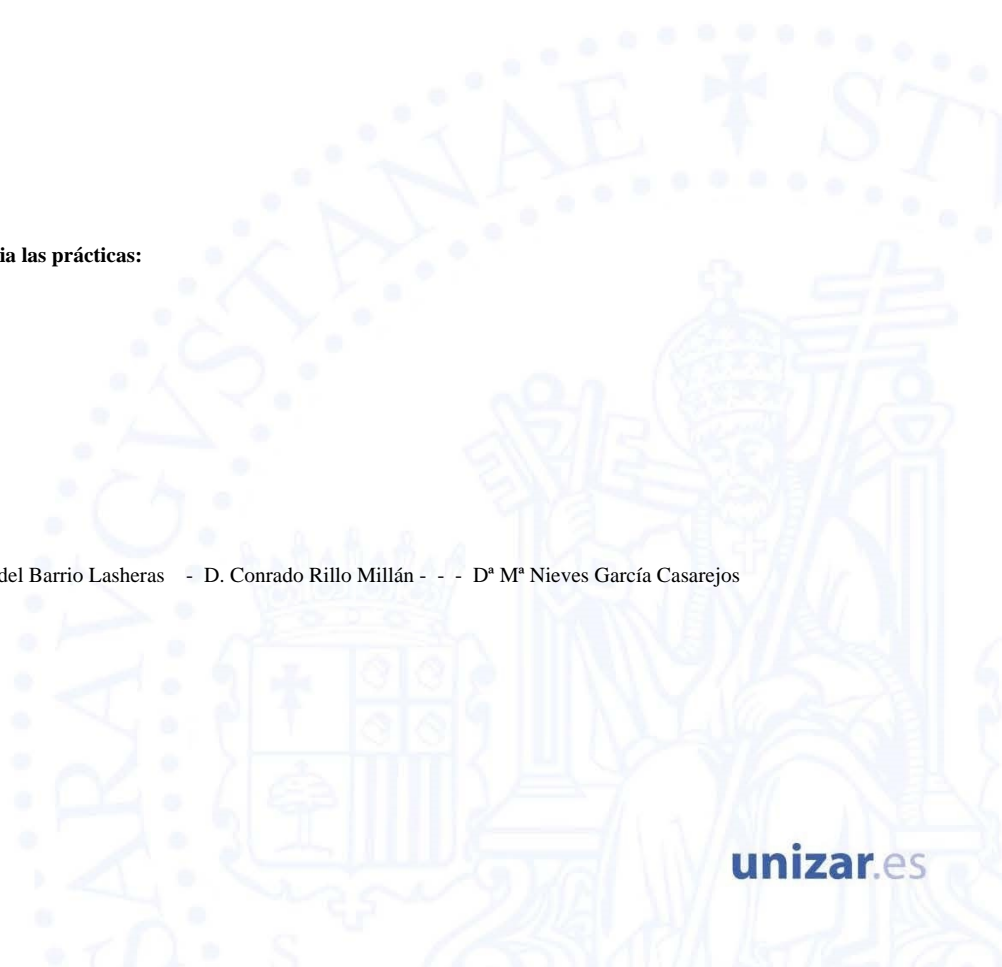 ia las prácticas:
del Barrio Lasheras - D. Conrado Rillo Millán - - - Dª Mª Nieves García Casarejos
unizar.es